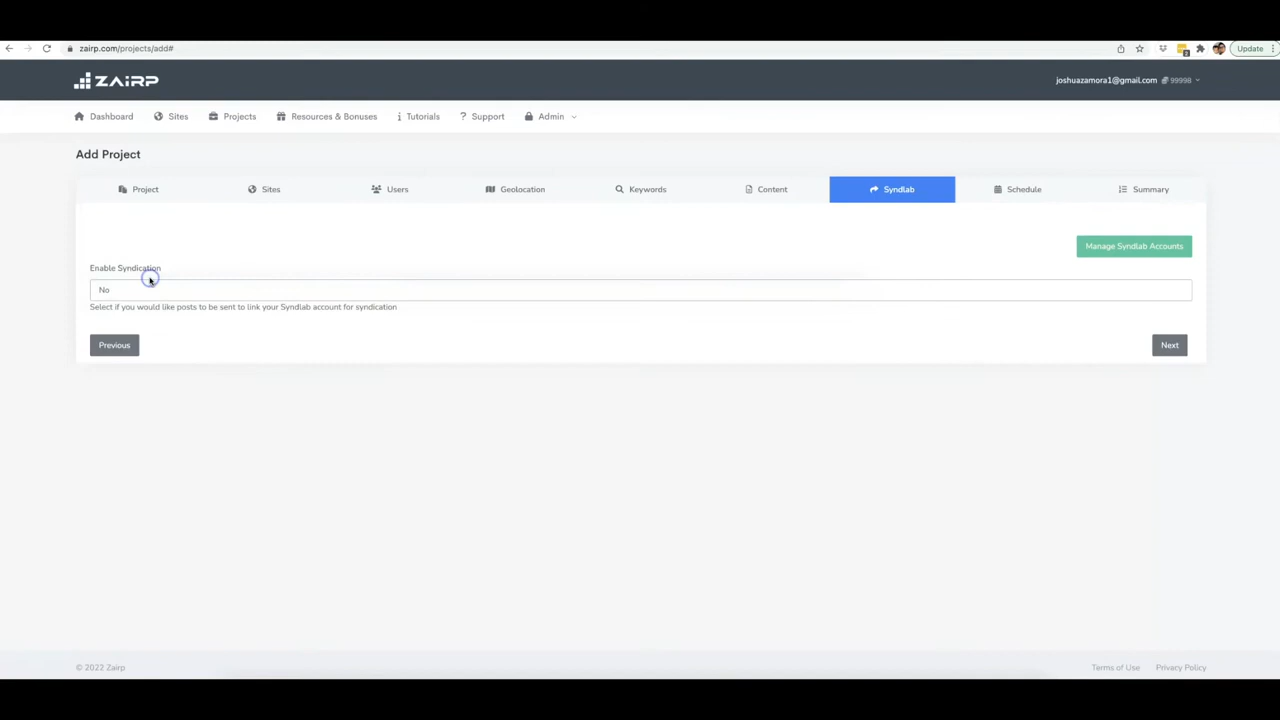 zairp.com/projects/add#
Update
ZAiRP
joshuazamora1@gmail.com 99998
Dashboard Sites Projects Resources & Bonuses Tutorials Support Admin
Add Project
Project Sites Users Geolocation Keywords Content Syndlab Schedule Summary
Manage Syndlab Accounts
Enable Syndication
No
Select if you would like posts to be sent to link your Syndlab account for syndication
Previous Next
© 2022 Zairp Terms of Use Privacy Policy